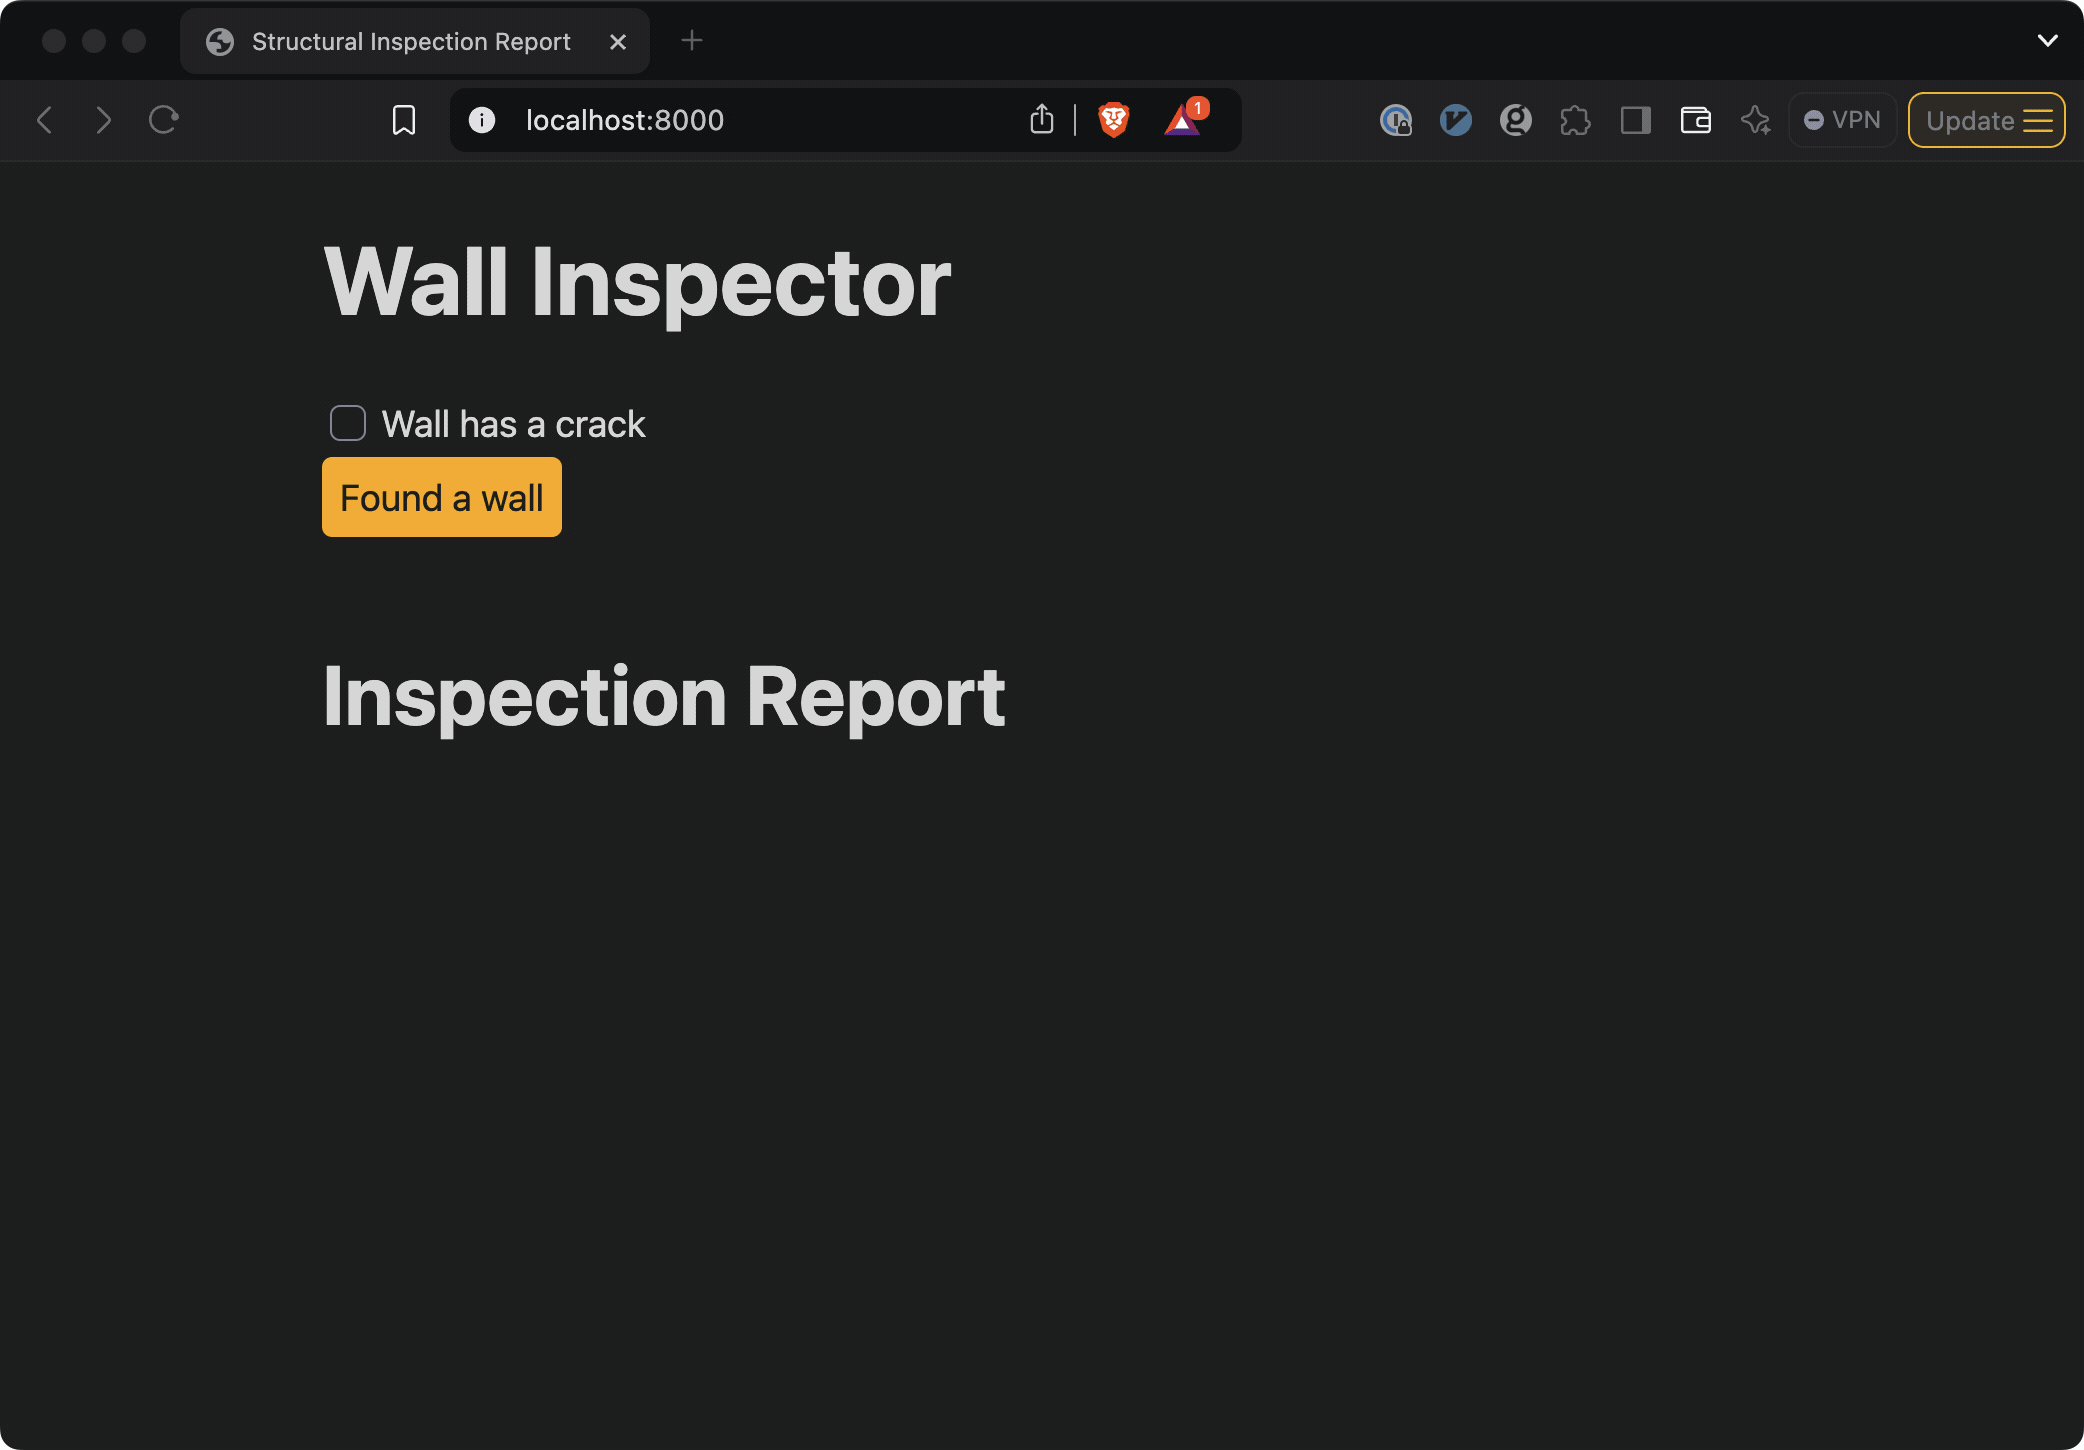 Structural Inspection Report
localhost:8000
1
VPN
Update
Wall Inspector
Wall has a crack
Found a wall
Inspection Report